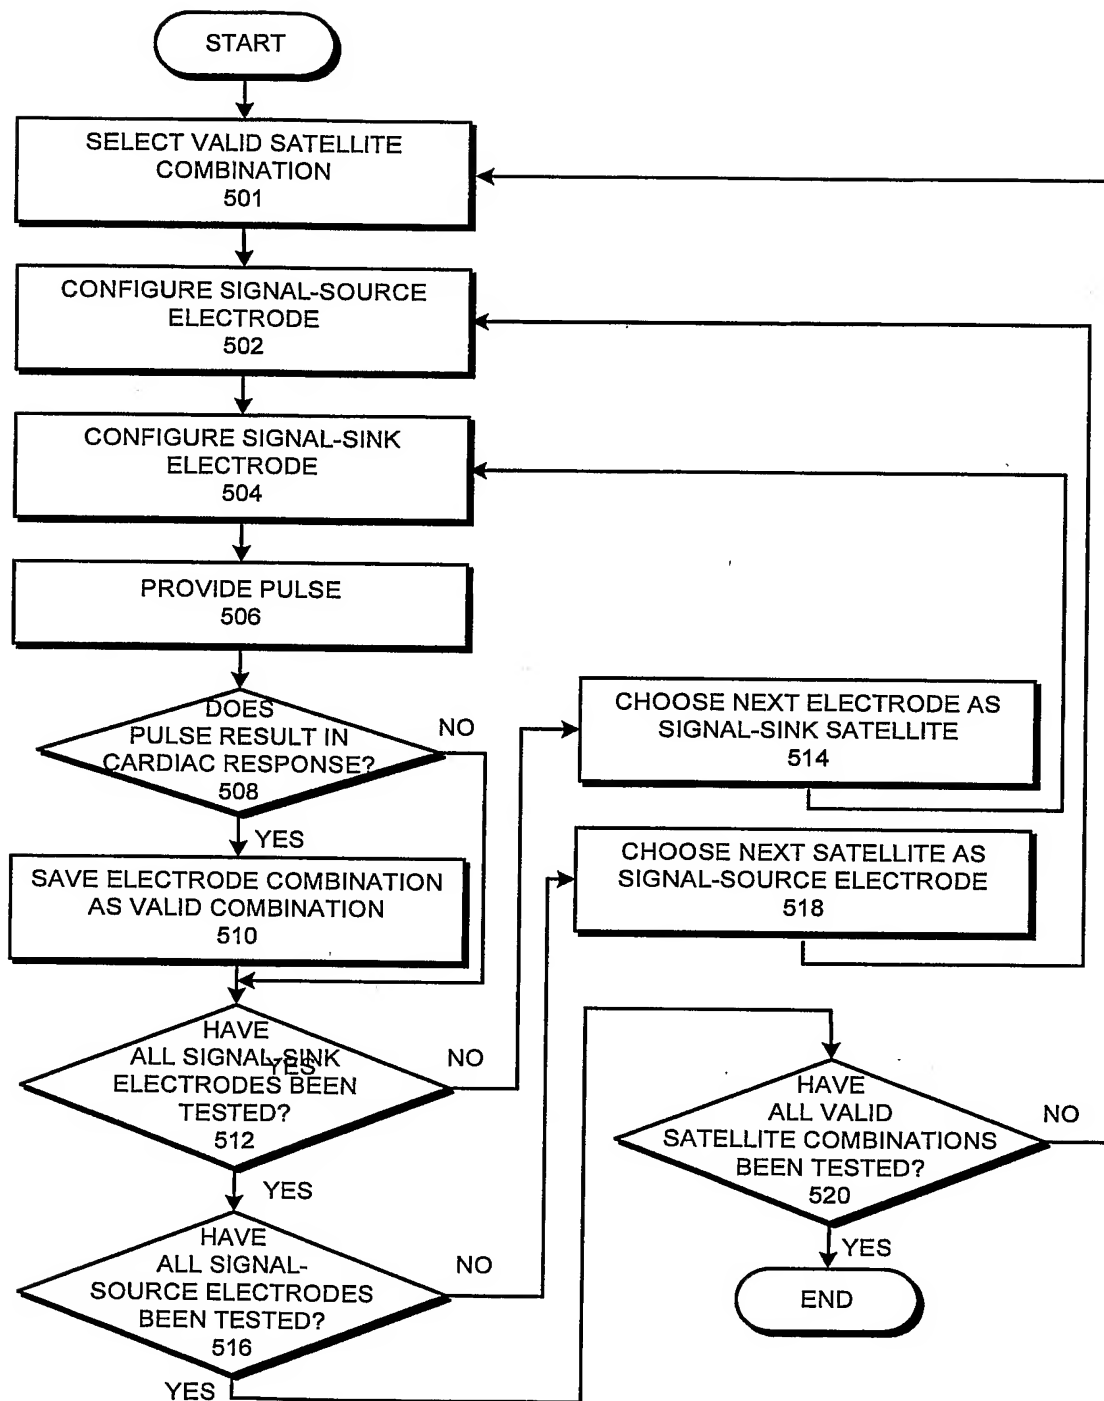 START
SELECT VALID SATELLITE
COMBINATION
501
CONFIGURE SIGNAL-SOURCE
ELECTRODE
502
CONFIGURE SIGNAL-SINK
ELECTRODE
504
PROVIDE PULSE
506
DOES
PULSE RESULT IN
CARDIAC RESPONSE?
508
NO
YES
SAVE ELECTRODE COMBINATION
AS VALID COMBINATION
510
HAVE
ALL SIGNAL-SINK
YES
ELECTRODES BEEN
TESTED?
512
NO
YES
HAVE
ALL SIGNAL-
SOURCE ELECTRODES
BEEN TESTED?
516
NO
YES
CHOOSE NEXT ELECTRODE AS
SIGNAL-SINK SATELLITE
514
CHOOSE NEXT SATELLITE AS
SIGNAL-SOURCE ELECTRODE
518
HAVE
ALL VALID
SATELLITE COMBINATIONS
BEEN TESTED?
520
NO
YES
END